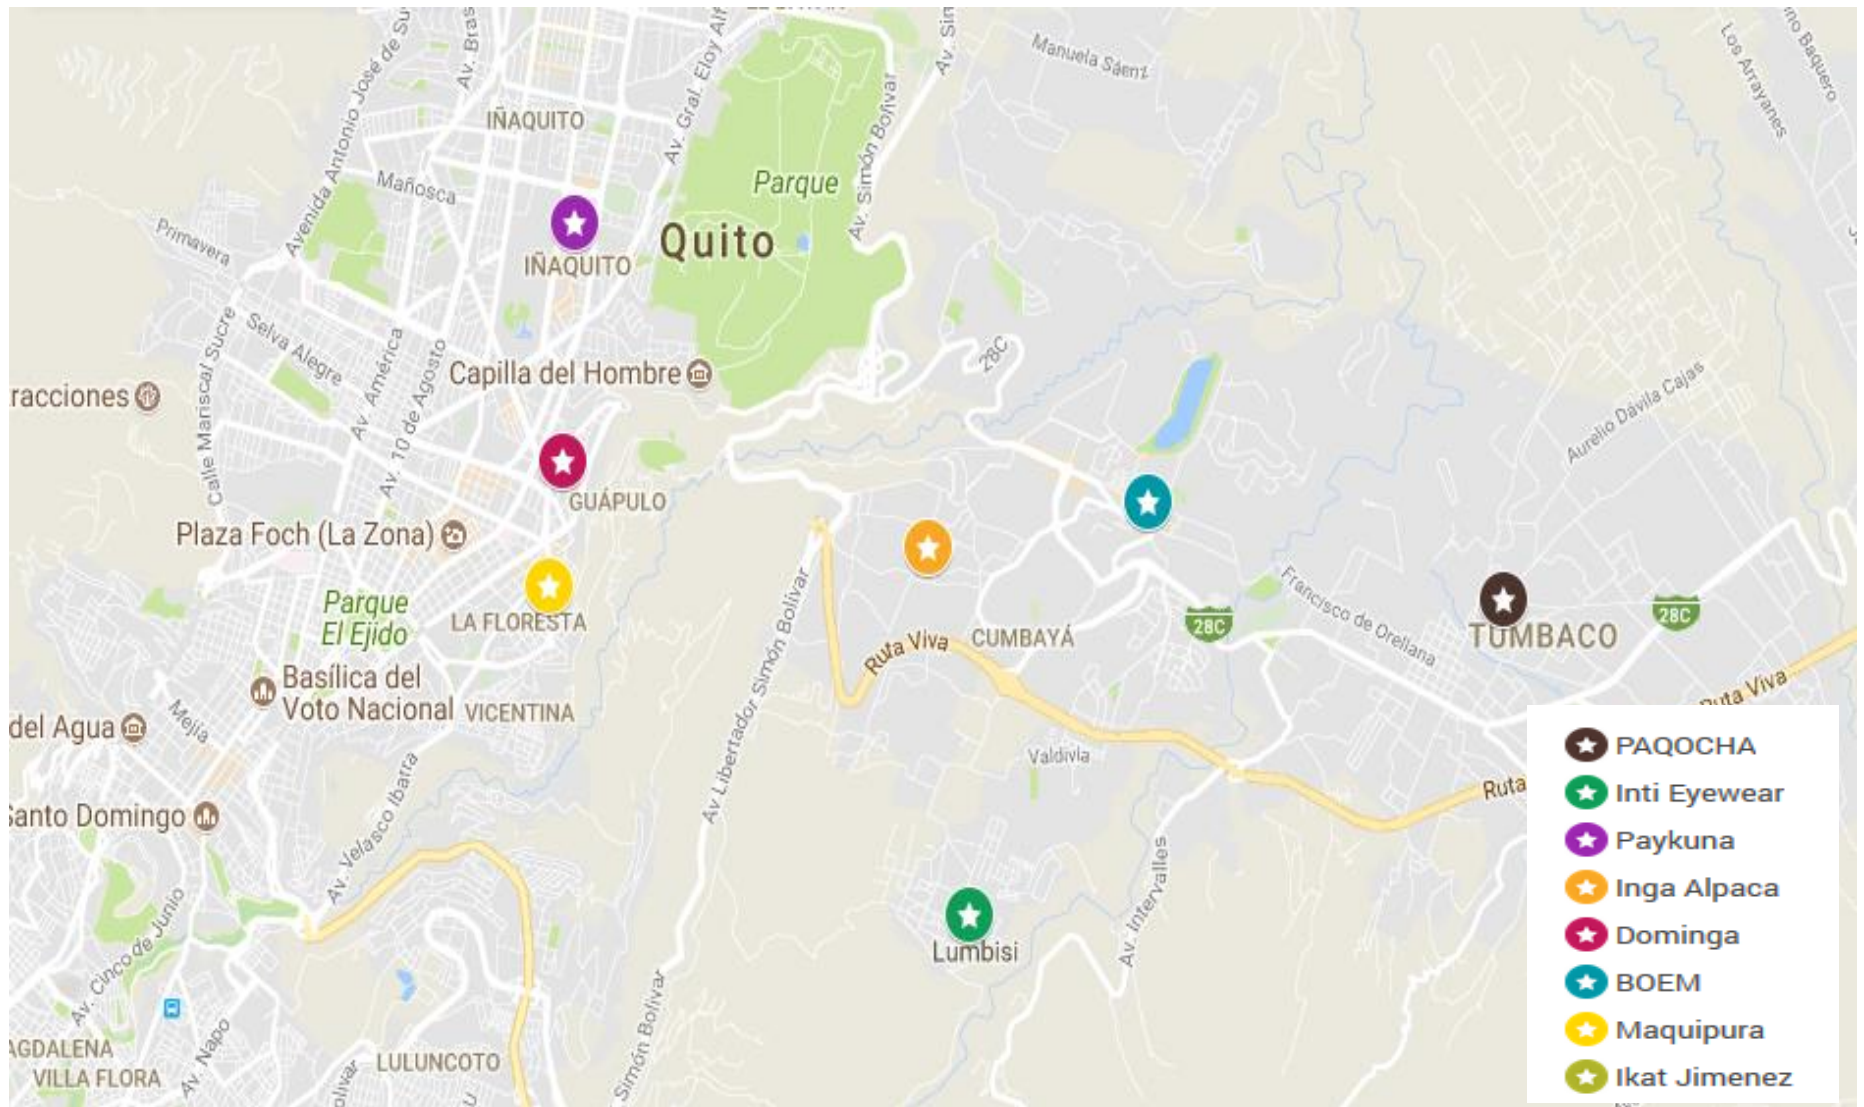 Manuela Sáenz
Los Arrayanes
Av. Gral. Eloy Alf
Avenida Antonio José de Su
Av. Bras
Av. Sin
IÑAQUITO
Mañosca
Parque
Av. Simón Bolívar
Quito
Primavera
IÑAQUITO
Calle Mariscal Sucre
Selva Alegre
Av. América
Av. 10 de Agosto
Capilla del Hombre
28C
racciones
Aurelio Dávila Cajas
GUÁPULO
Plaza Foch (La Zona)
Parque
El Ejido
LA FLORESTA
Av Libertador Simón Bolívar
Ruta Viva
CUMBAYÁ
28C
Francisco de Orellana
TUMBACO
28C
Ruta Viva
Basílica del
Voto Nacional
VICENTINA
Mejía
del Agua
Valdivia
Ruta
Santo Domingo
Av. Velasco Ibarra
Av. Intervalles
Lumbisi
Av. Cinco de Junio
Av. Napo
AGDALENA
VILLA FLORA
LULUNCOTO
olivar
Simón Bolívar
PAQOCHA
Inti Eyewear
Paykuna
Inga Alpaca
Dominga
BOEM
Maquipura
Ikat Jimenez